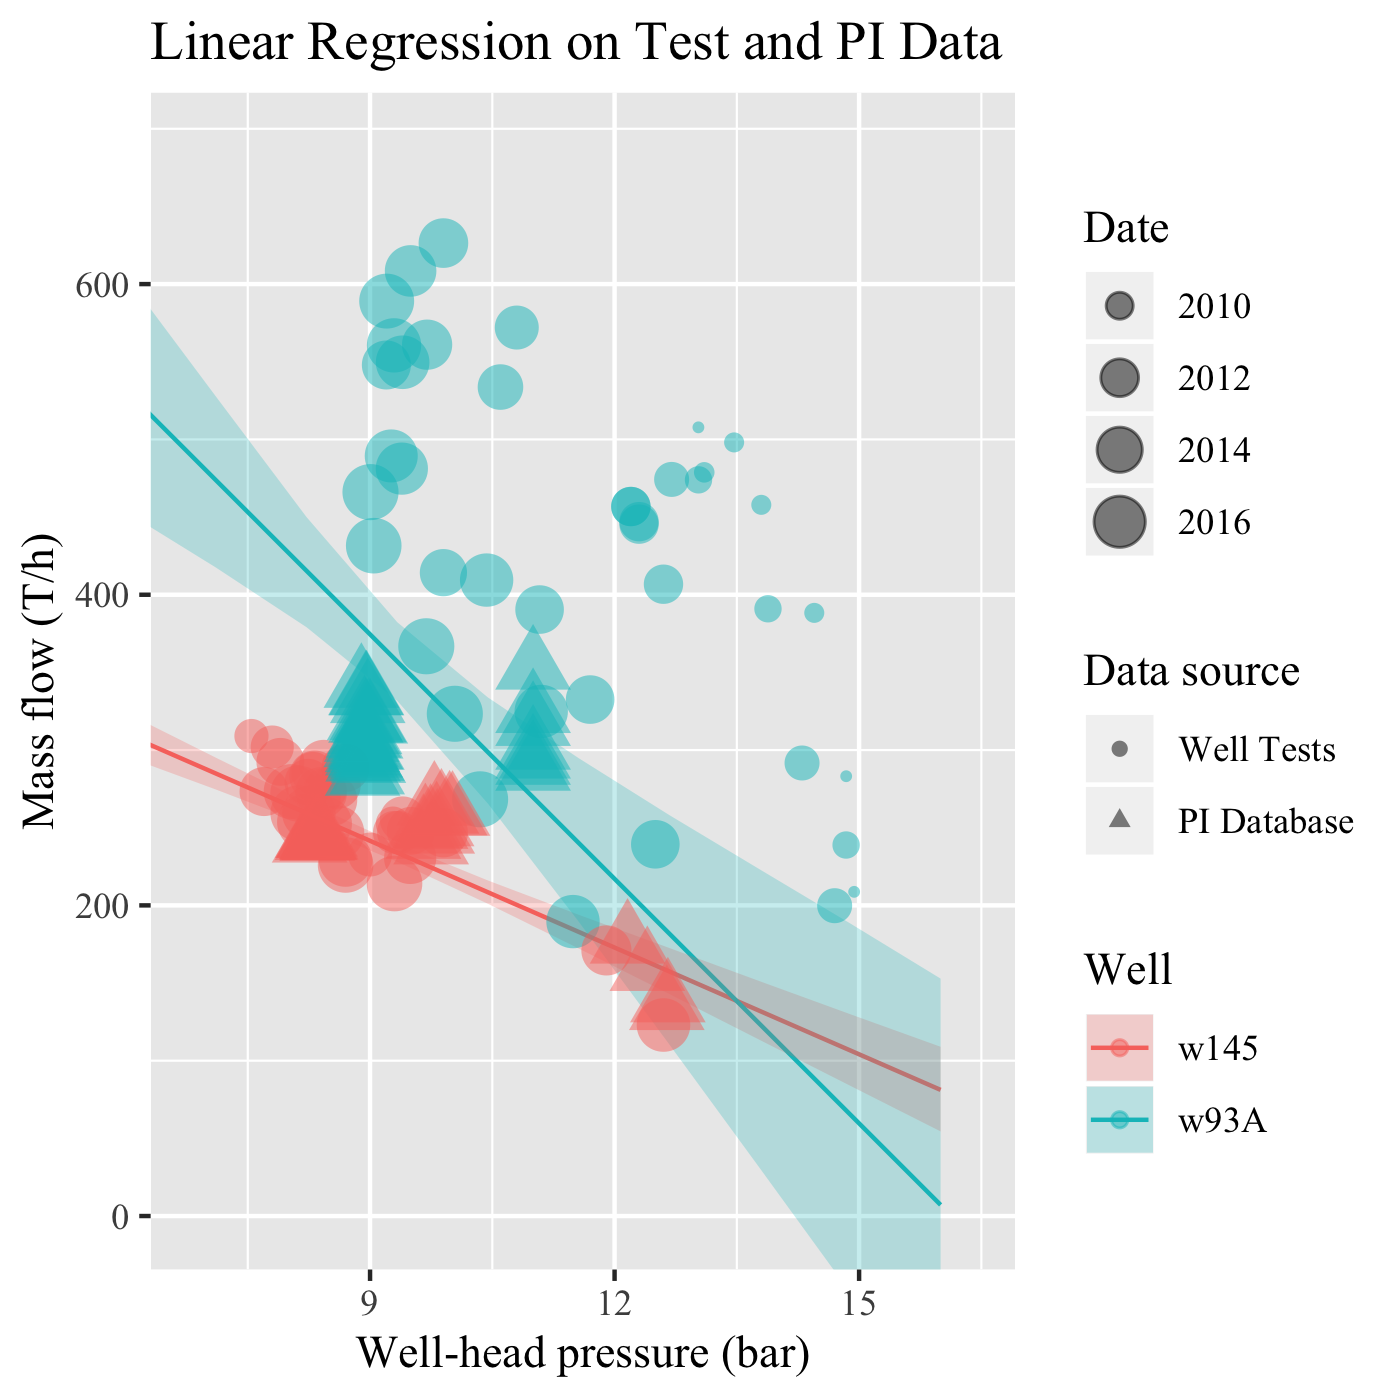 Linear Regression on Test and PI Data
Mass flow (T/h)
600
400
200
0
9
12
15
Well-head pressure (bar)
Date
2010
2012
2014
2016
Data source
Well Tests
PI Database
Well
w145
w93A